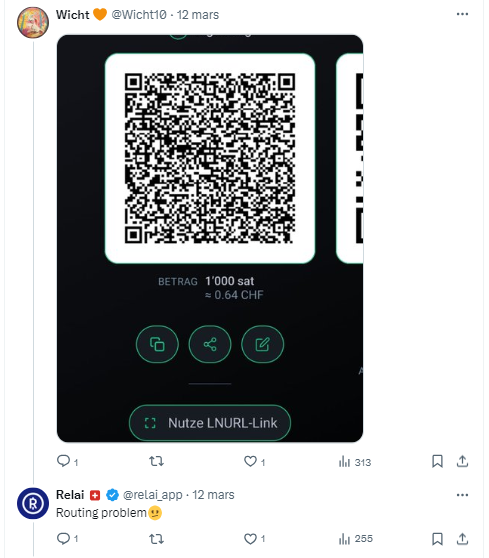 Wicht 🧡 @Wicht10 · 12 mars
BETRAG 1'000 sat
≈ 0.64 CHF
Nutze LNURL-Link
1 1 313
Relai 🇨🇭 @relai_app · 12 mars
Routing problem🫤
1 1 255